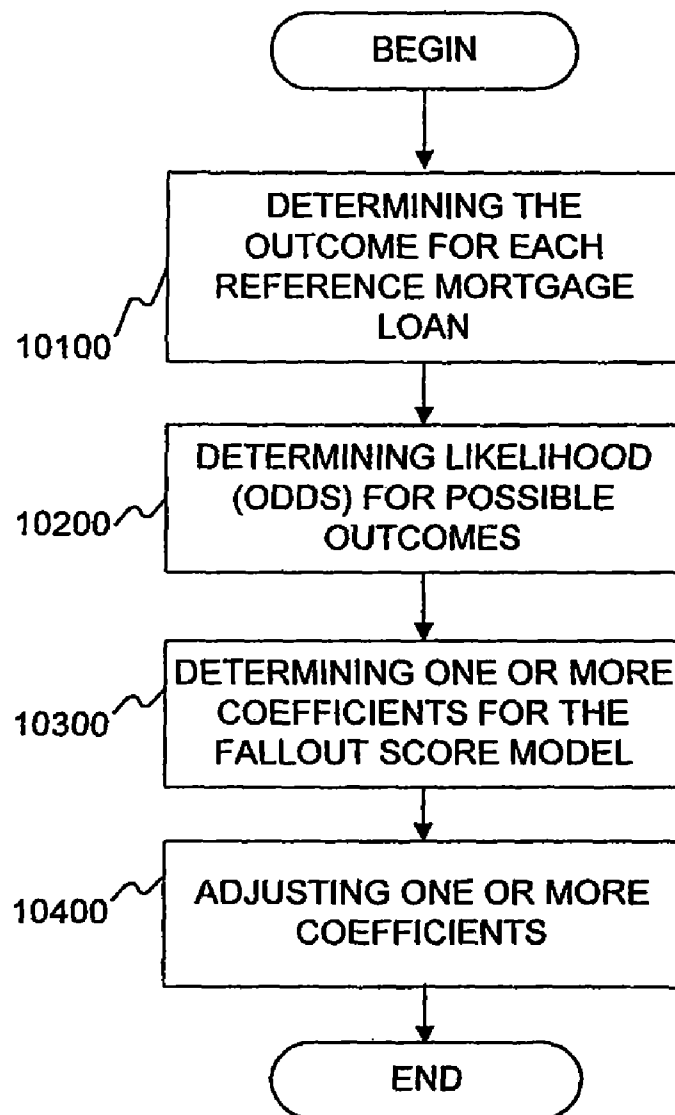 BEGIN
DETERMINING THE
OUTCOME FOR EACH
REFERENCE MORTGAGE
LOAN
10100
DETERMINING LIKELIHOOD
(ODDS) FOR POSSIBLE
OUTCOMES
10200
DETERMINING ONE OR MORE
COEFFICIENTS FOR THE
FALLOUT SCORE MODEL
10300
ADJUSTING ONE OR MORE
COEFFICIENTS
10400
END